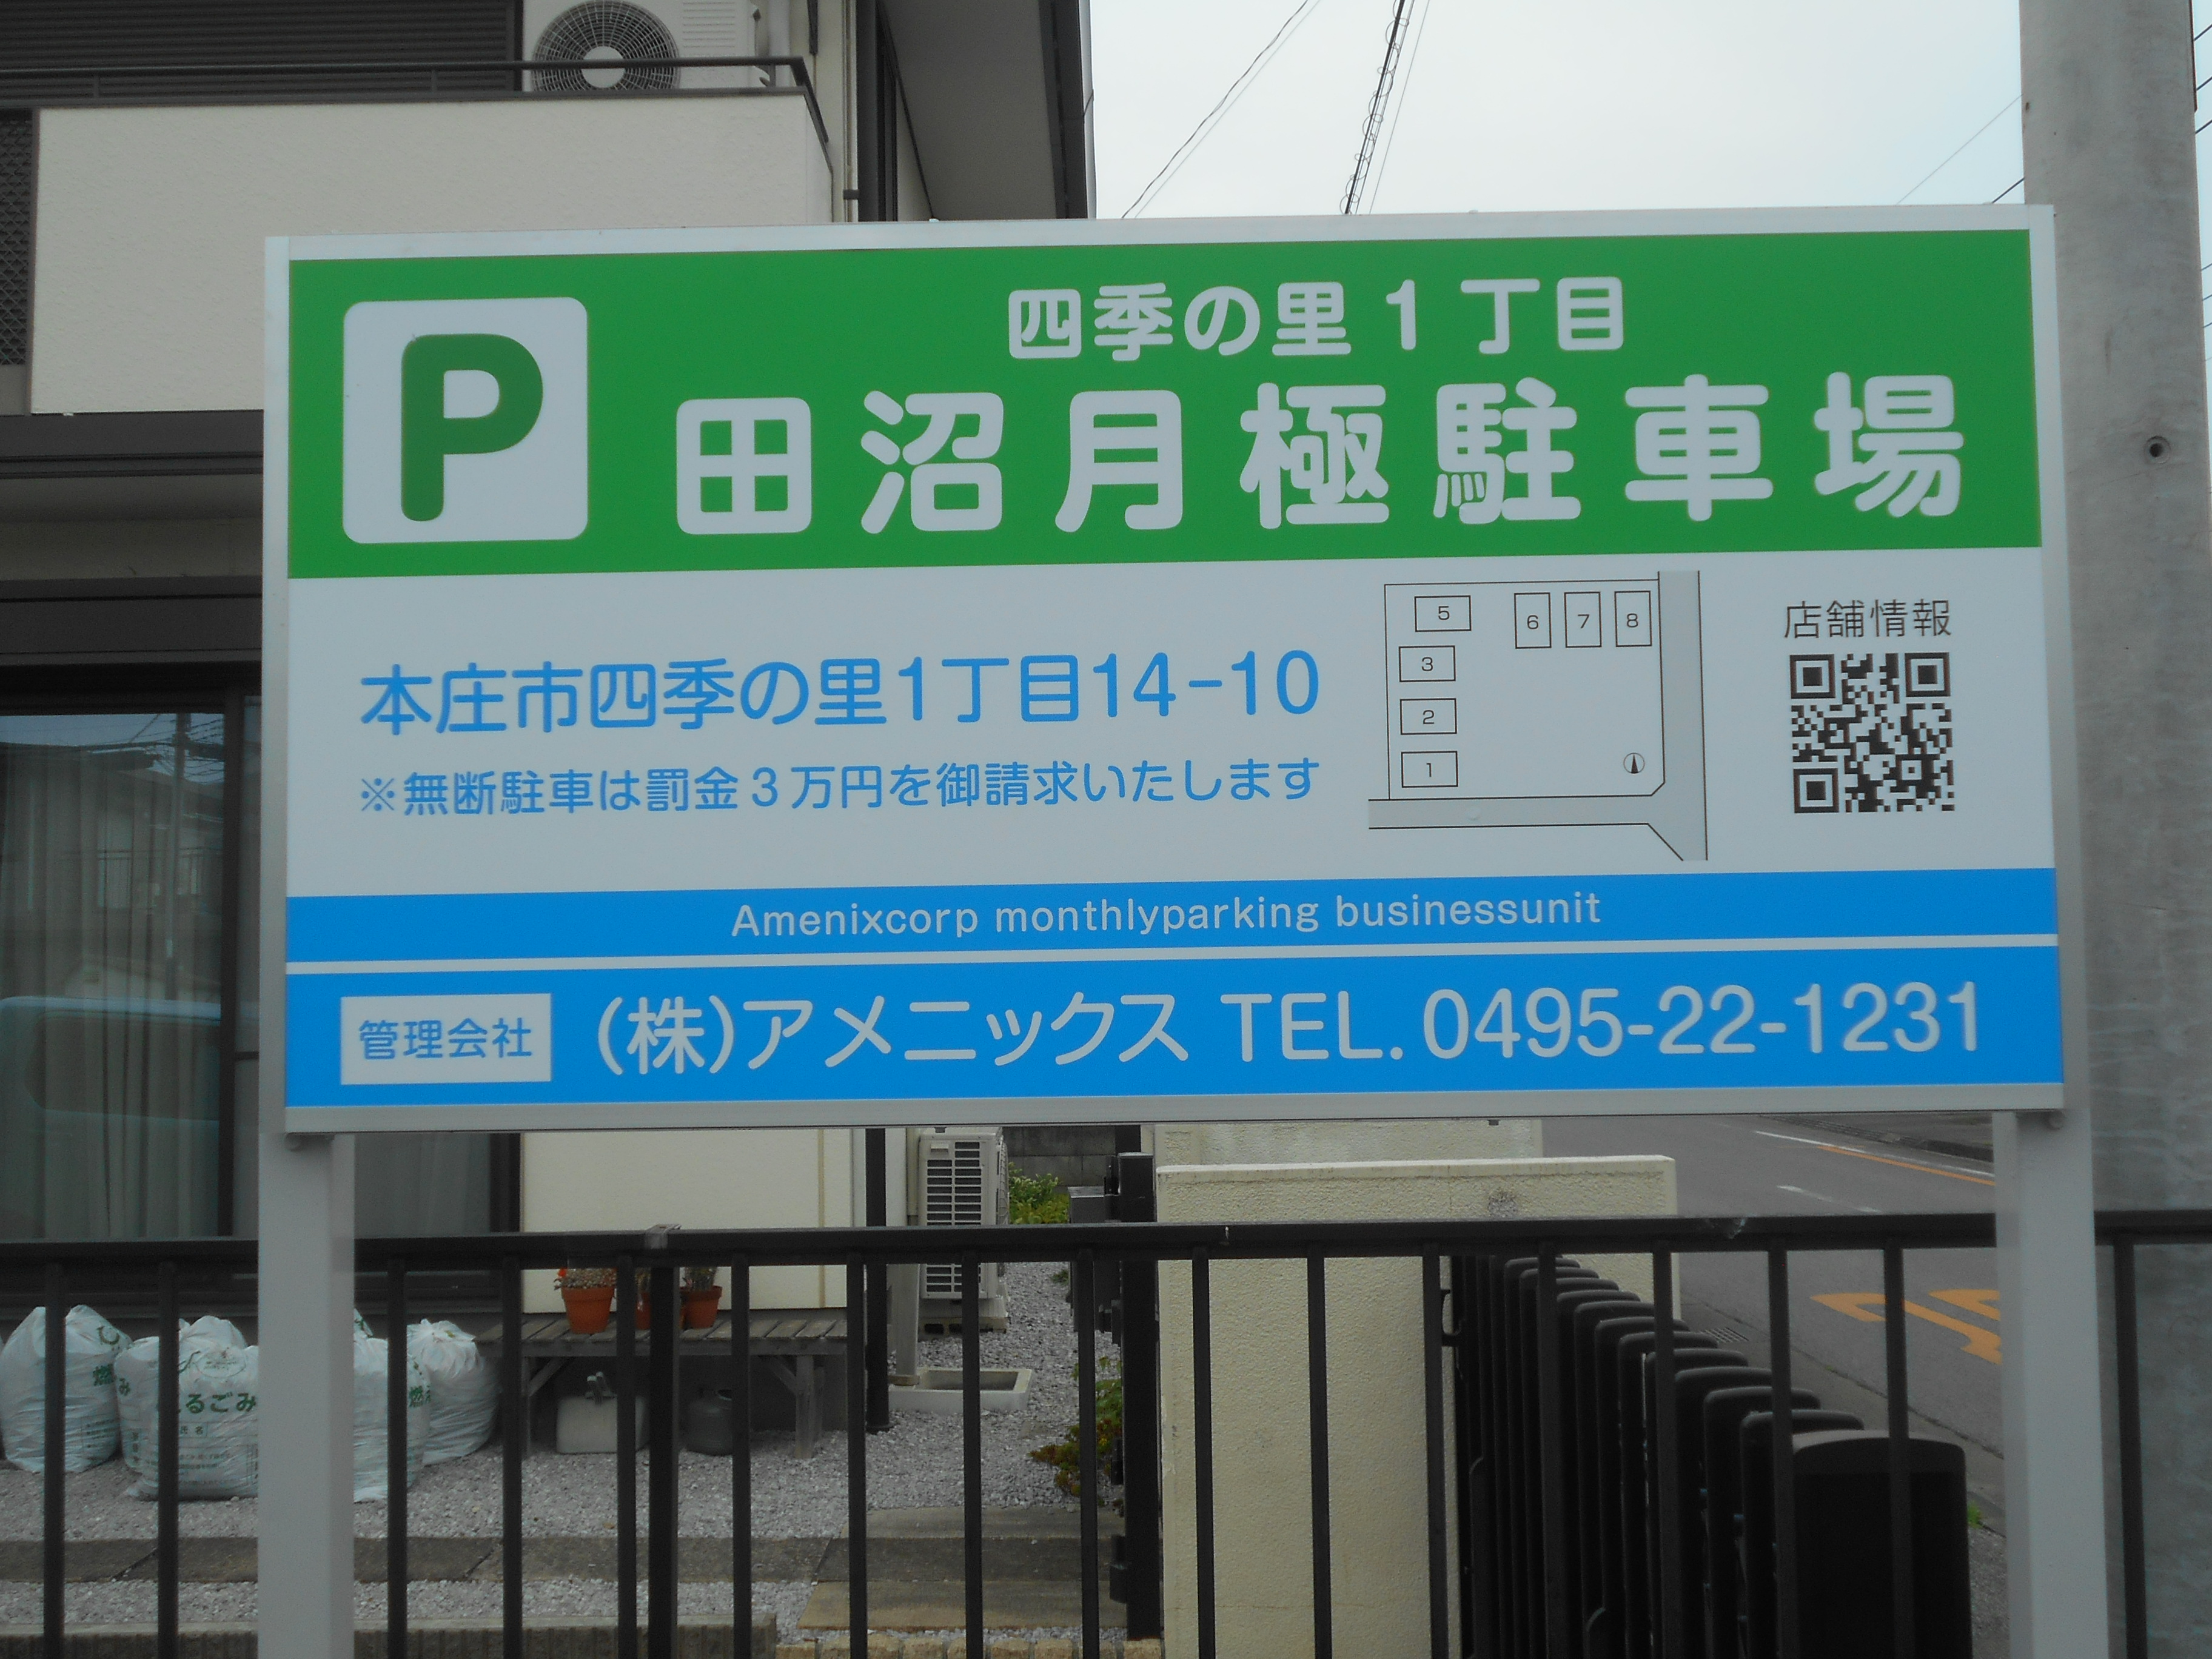 P
四季の里1丁目
田沼月極駐車場
本庄市四季の里1丁目14-10
※無断駐車は罰金3万円を御請求いたします
5 6 7 8
3
2
1
店舗情報
Amenixcorp monthlyparking businessunit
管理会社 (株)アメニックス TEL. 0495-22-1231
るごみ